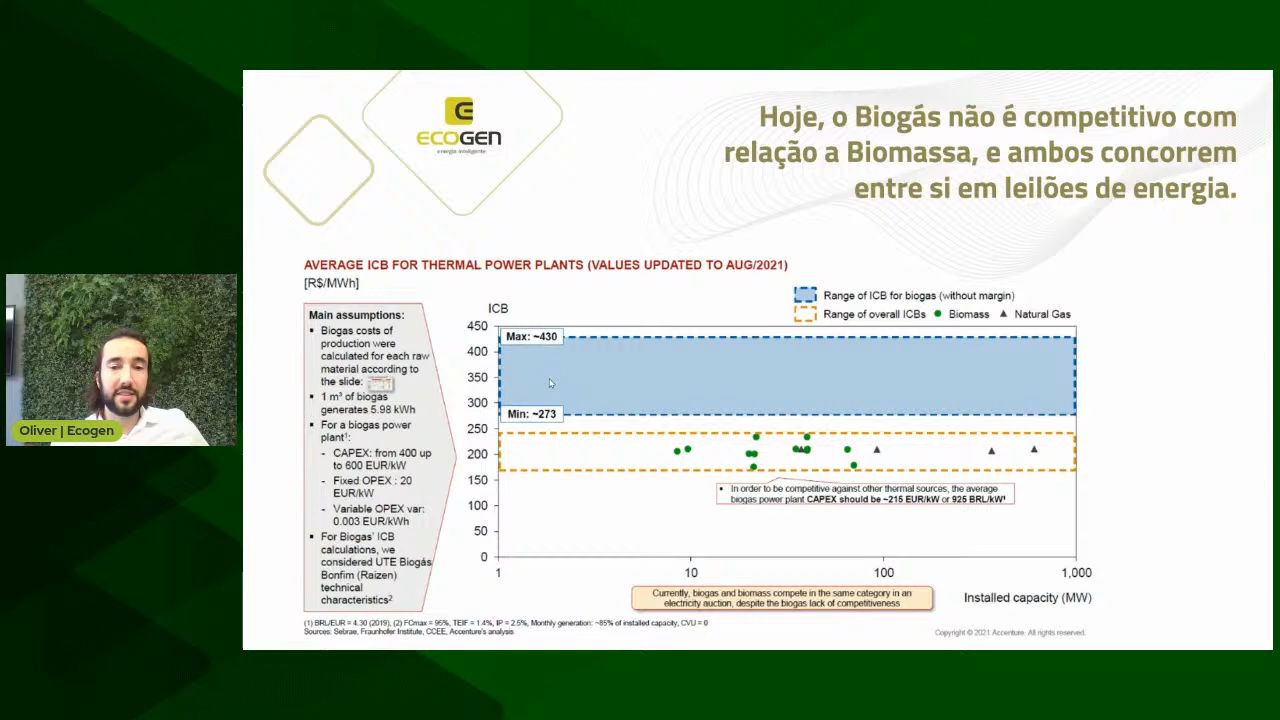 ECOGEN
energia inteligente
Hoje, o Biogás não é competitivo com
relação a Biomassa, e ambos concorrem
entre si em leilões de energia.
AVERAGE ICB FOR THERMAL POWER PLANTS (VALUES UPDATED TO AUG/2021)
[R$/MWh]
Main assumptions:
▪ Biogas costs of
production were
calculated for each raw
material according to
the slide:
▪ 1 m³ of biogas
generates 5.98 kWh
▪ For a biogas power
plant¹:
- CAPEX: from 400 up
to 600 EUR/kW
- Fixed OPEX : 20
EUR/kW
- Variable OPEX var:
0.003 EUR/kWh
▪ For Biogas' ICB
calculations, we
considered UTE Biogás
Bonfim (Raizen)
technical
characteristics²
ICB
Range of ICB for biogas (without margin)
Range of overall ICBs Biomass Natural Gas
450
400
350
300
250
200
150
100
50
0
Max: ~430
Min: ~273
▪ In order to be competitive against other thermal sources, the average
biogas power plant CAPEX should be ~215 EUR/kW or 925 BRL/kW¹
1 10 100 1,000
Installed capacity (MW)
Currently, biogas and biomass compete in the same category in an
electricity auction, despite the biogas lack of competitiveness
(1) BRL/EUR = 4.30 (2019), (2) FCmax = 95%, TEIF = 1.4%, IP = 2.5%, Monthly generation: ~85% of installed capacity, CVU = 0
Sources: Sebrae, Fraunhofer Institute, CCEE, Accenture's analysis
Copyright © 2021 Accenture. All rights reserved.
Oliver | Ecogen